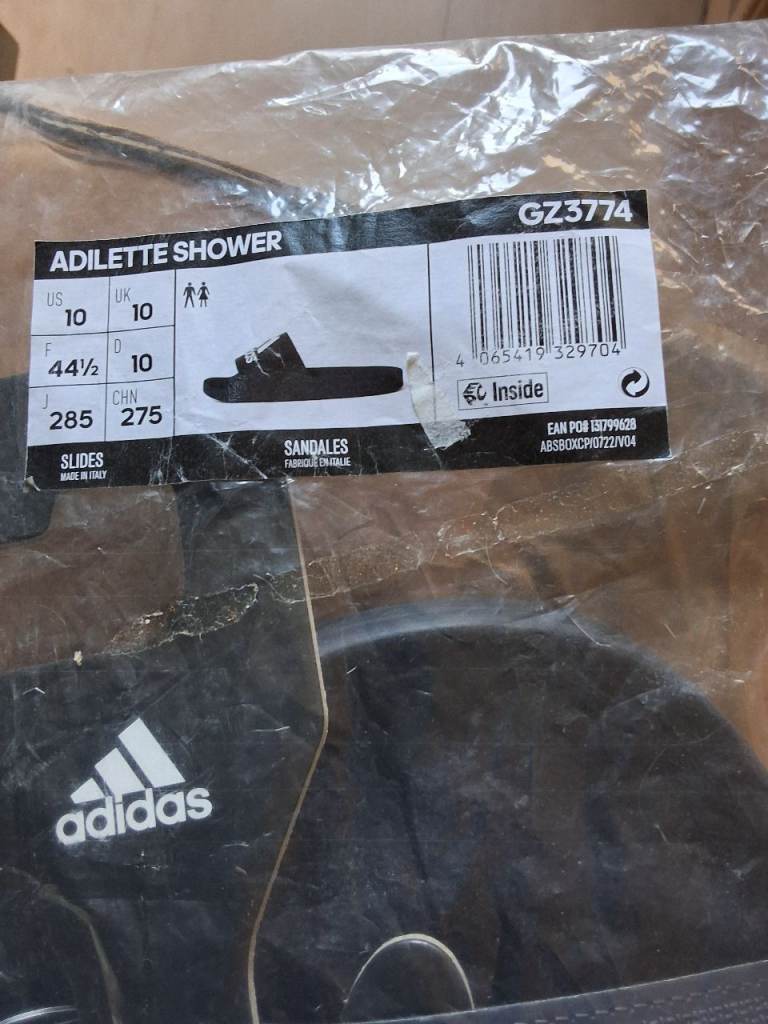 ADILETTE SHOWER
GZ3774
US
10
UK
10
F
44½
D
10
J
285
CHN
275
4 065419 329704
Inside
SLIDES
MADE IN ITALY
SANDALES
FABRIQUÉ EN ITALIE
EAN PO# 131799628
ABSBOXCP/0722/V04
adidas